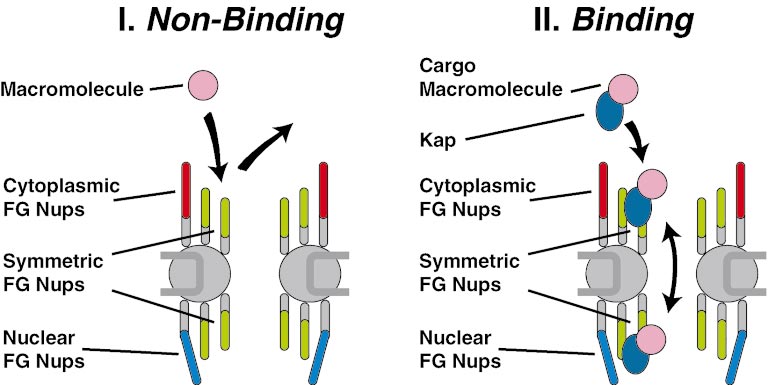 I. Non-Binding
Macromolecule
Cytoplasmic
FG Nups
Symmetric
FG Nups
Nuclear
FG Nups
II. Binding
Cargo
Macromolecule
Kap
Cytoplasmic
FG Nups
Symmetric
FG Nups
Nuclear
FG Nups